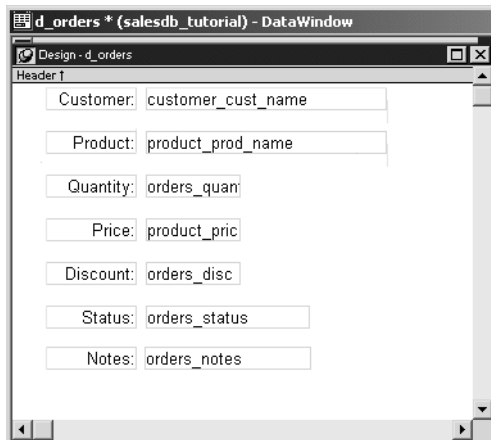 d_orders * (salesdb_tutorial) - DataWindow
Design - d_orders
Header ↑
Customer: customer_cust_name
Product: product_prod_name
Quantity: orders_quan
Price: product_pric
Discount: orders_disc
Status: orders_status
Notes: orders_notes